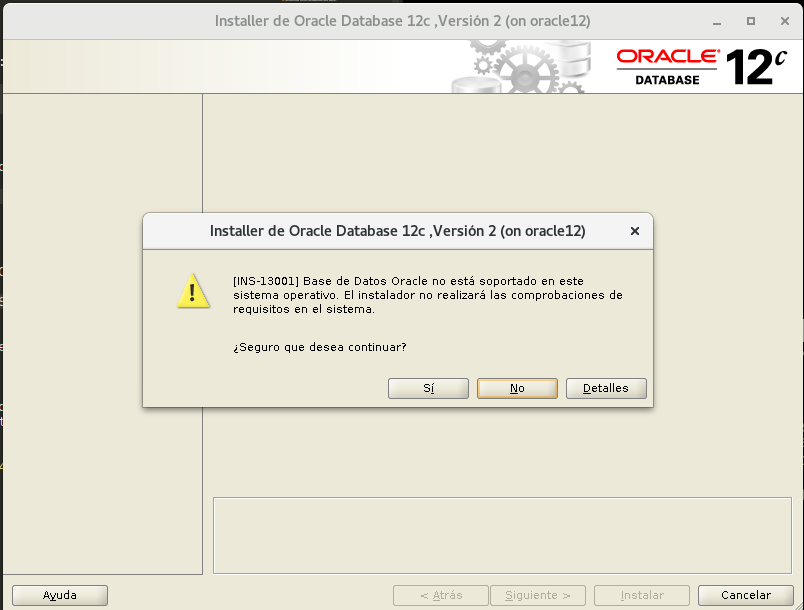 Installer de Oracle Database 12c ,Versión 2 (on oracle12)
ORACLE
DATABASE
12c
Installer de Oracle Database 12c ,Versión 2 (on oracle12)
[INS-13001] Base de Datos Oracle no está soportado en este
sistema operativo. El instalador no realizará las comprobaciones de
requisitos en el sistema.
¿Seguro que desea continuar?
Sí
No
Detalles
Ayuda
< Atrás
Siguiente >
Instalar
Cancelar